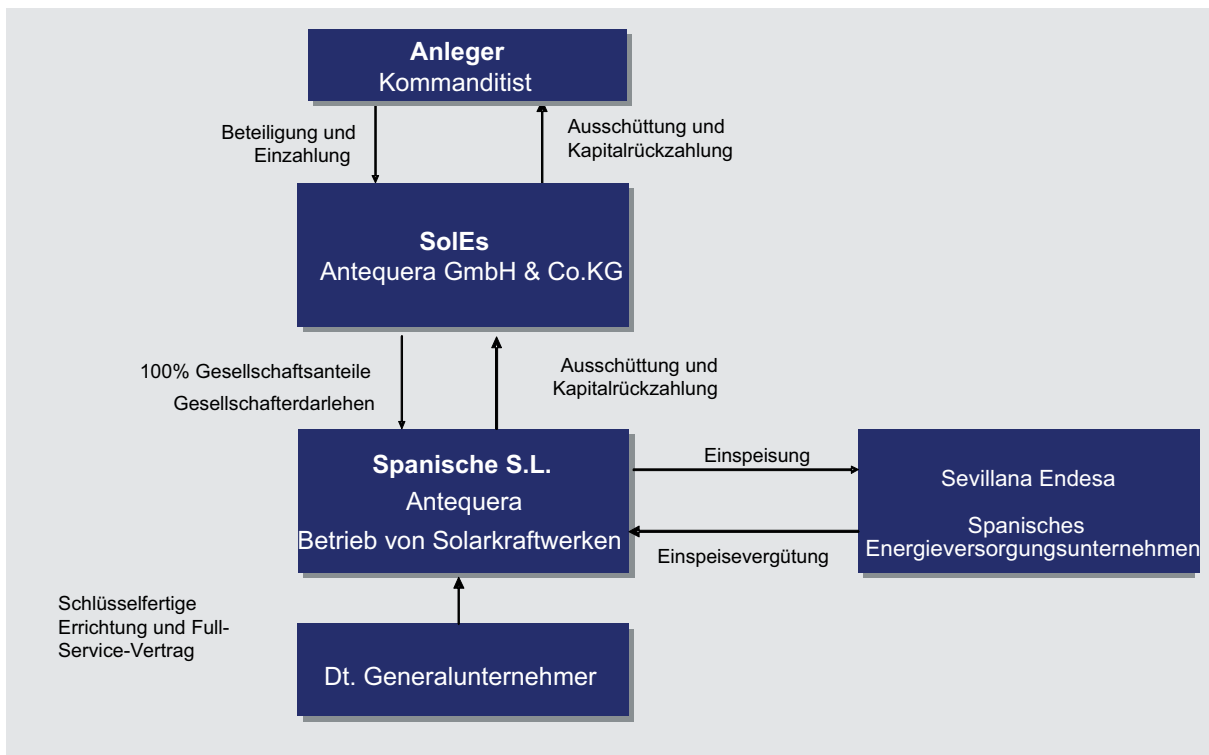 Anleger
Kommanditist
Beteiligung und
Einzahlung
Ausschüttung und
Kapitalrückzahlung
SolEs
Antequera GmbH & Co.KG
100% Gesellschaftsanteile
Gesellschafterdarlehen
Ausschüttung und
Kapitalrückzahlung
Spanische S.L.
Antequera
Betrieb von Solarkraftwerken
Einspeisung
Einspeisevergütung
Sevillana Endesa
Spanisches
Energieversorgungsunternehmen
Schlüsselfertige
Errichtung und Full-
Service-Vertrag
Dt. Generalunternehmer